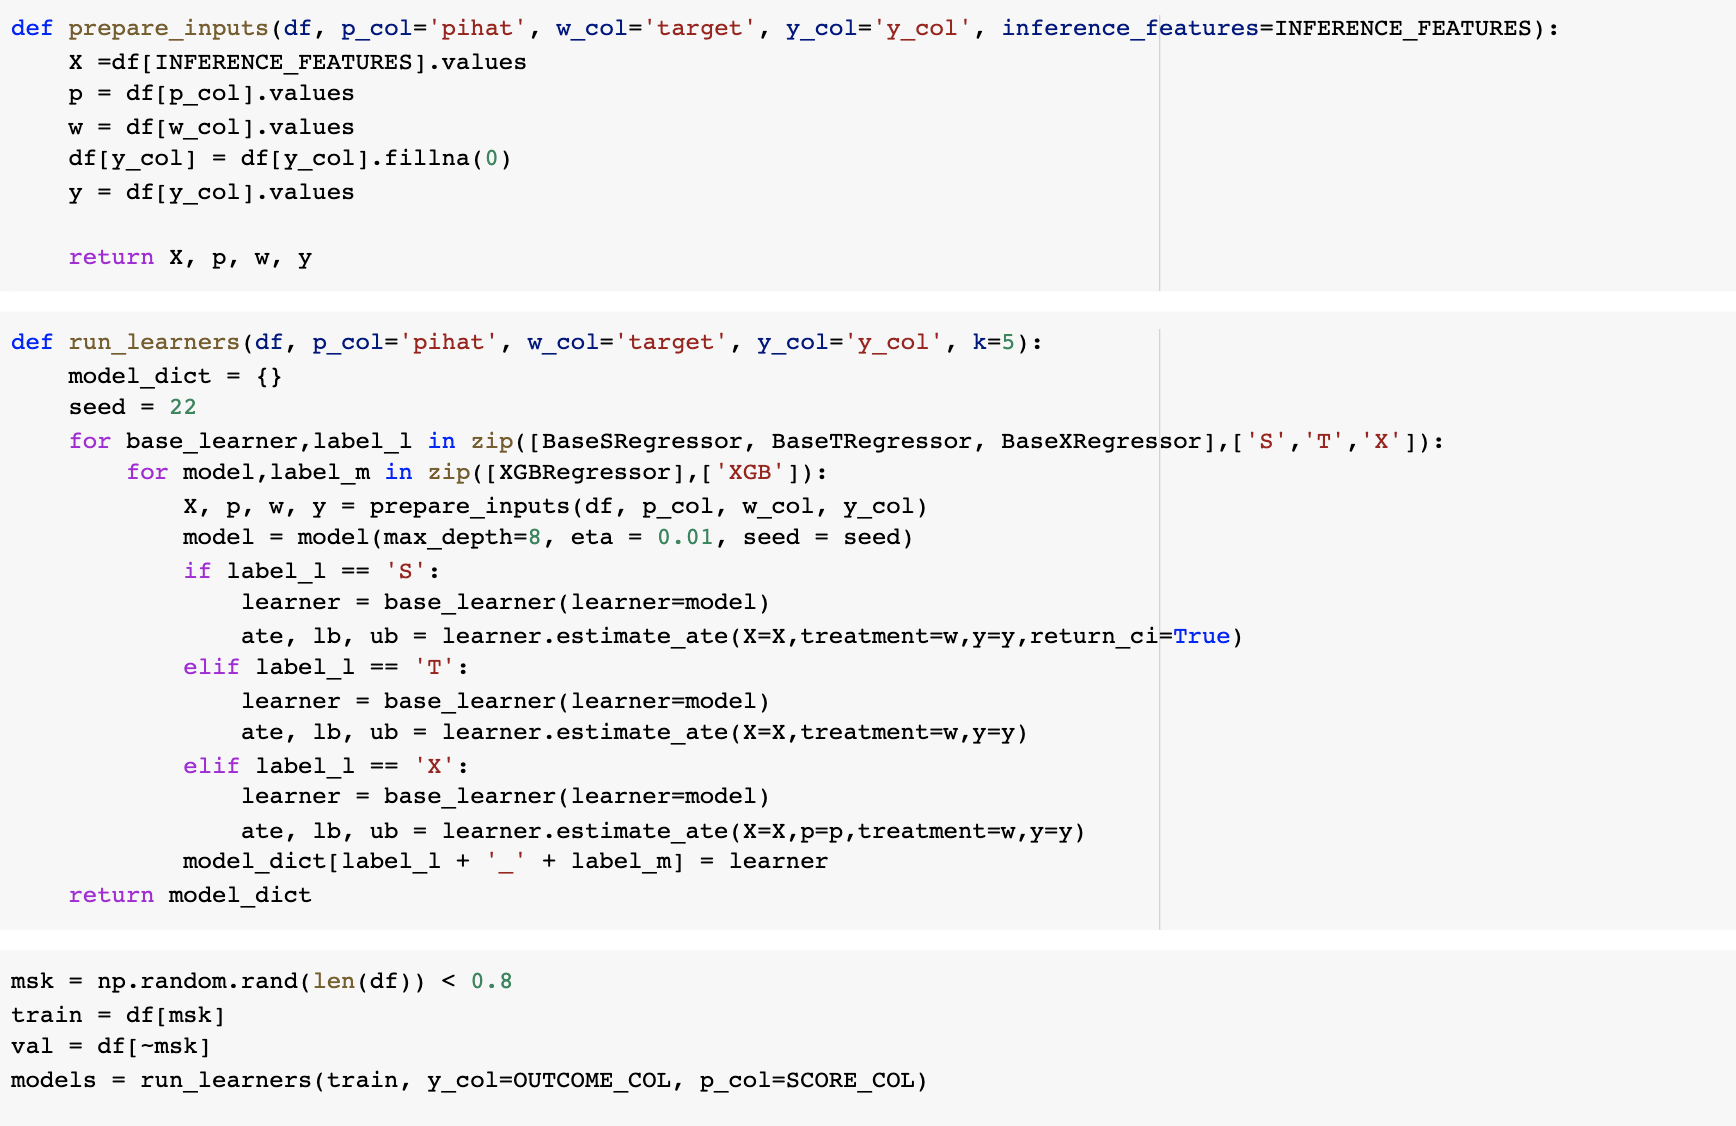 def prepare_inputs(df, p_col='pihat', w_col='target', y_col='y_col', inference_features=INFERENCE_FEATURES):
    X =df[INFERENCE_FEATURES].values
    p = df[p_col].values
    w = df[w_col].values
    df[y_col] = df[y_col].fillna(0)
    y = df[y_col].values

    return X, p, w, y

def run_learners(df, p_col='pihat', w_col='target', y_col='y_col', k=5):
    model_dict = {}
    seed = 22
    for base_learner,label_l in zip([BaseSRegressor, BaseTRegressor, BaseXRegressor],['S','T','X']):
        for model,label_m in zip([XGBRegressor],['XGB']):
            X, p, w, y = prepare_inputs(df, p_col, w_col, y_col)
            model = model(max_depth=8, eta = 0.01, seed = seed)
            if label_l == 'S':
                learner = base_learner(learner=model)
                ate, lb, ub = learner.estimate_ate(X=X,treatment=w,y=y,return_ci=True)
            elif label_l == 'T':
                learner = base_learner(learner=model)
                ate, lb, ub = learner.estimate_ate(X=X,treatment=w,y=y)
            elif label_l == 'X':
                learner = base_learner(learner=model)
                ate, lb, ub = learner.estimate_ate(X=X,p=p,treatment=w,y=y)
            model_dict[label_l + '_' + label_m] = learner
    return model_dict

msk = np.random.rand(len(df)) < 0.8
train = df[msk]
val = df[~msk]
models = run_learners(train, y_col=OUTCOME_COL, p_col=SCORE_COL)